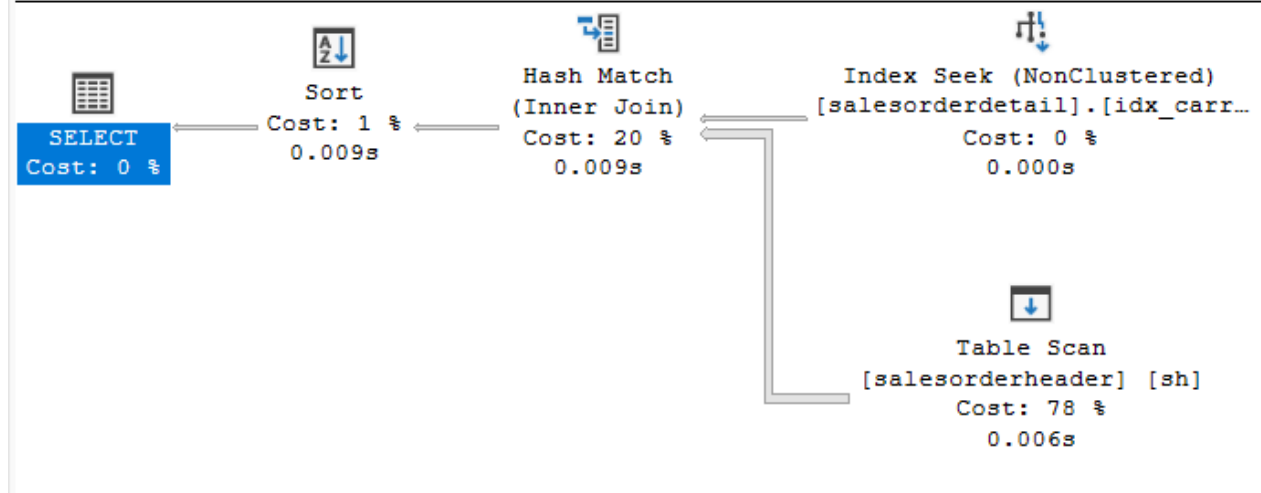 SELECT
Cost: 0 %
Sort
Cost: 1 %
0.009s
Hash Match
(Inner Join)
Cost: 20 %
0.009s
Index Seek (NonClustered)
[salesorderdetail].[idx_carr…
Cost: 0 %
0.000s
Table Scan
[salesorderheader] [sh]
Cost: 78 %
0.006s